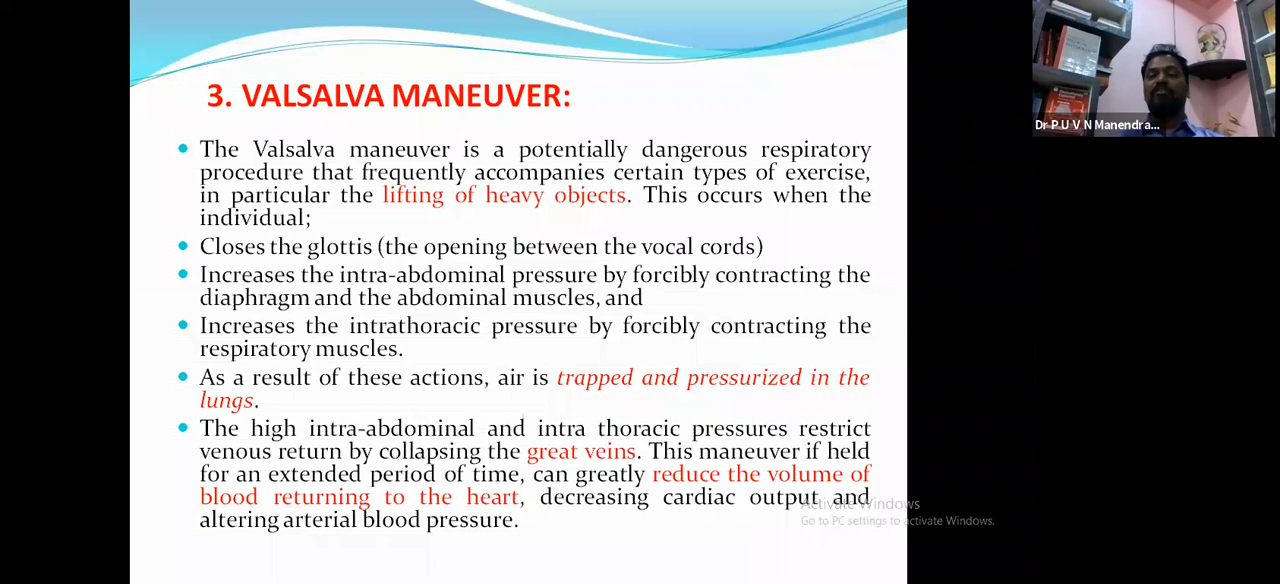 3. VALSALVA MANEUVER:
Dr P U V N Manendra...
The Valsalva maneuver is a potentially dangerous respiratory
procedure that frequently accompanies certain types of exercise,
in particular the lifting of heavy objects. This occurs when the
individual;
Closes the glottis (the opening between the vocal cords)
Increases the intra-abdominal pressure by forcibly contracting the
diaphragm and the abdominal muscles, and
Increases the intrathoracic pressure by forcibly contracting the
respiratory muscles.
As a result of these actions, air is trapped and pressurized in the
lungs.
The high intra-abdominal and intra thoracic pressures restrict
venous return by collapsing the great veins. This maneuver if held
for an extended period of time, can greatly reduce the volume of
blood returning to the heart, decreasing cardiac output and
altering arterial blood pressure.
Activate Windows
Go to PC settings to activate Windows.